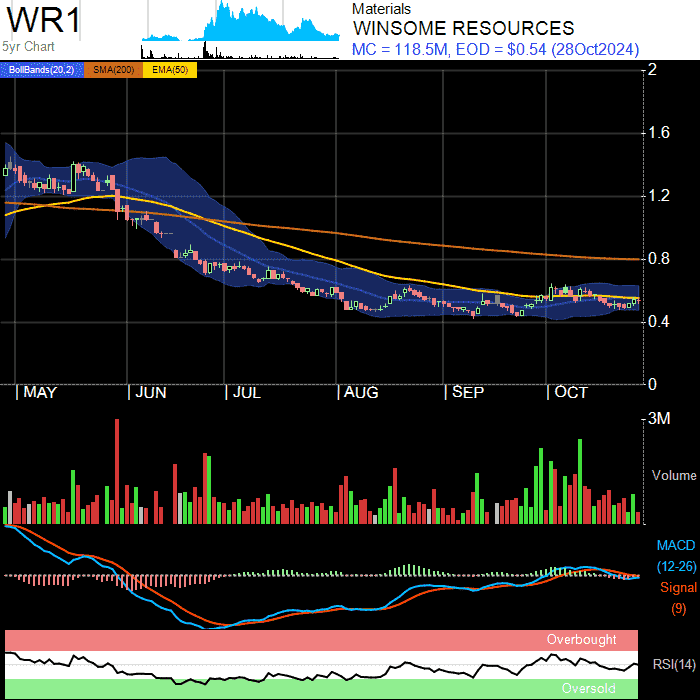 WR1
5yr Chart
Materials
WINSOME RESOURCES
MC = 118.5M, EOD = $0.54 (28Oct2024)
BollBands(20,2) SMA(200) EMA(50)
2
1.6
1.2
0.8
0.4
0
MAY JUN JUL AUG SEP OCT
3M
Volume
MACD
(12-26)
Signal
(9)
Overbought
RSI(14)
Oversold